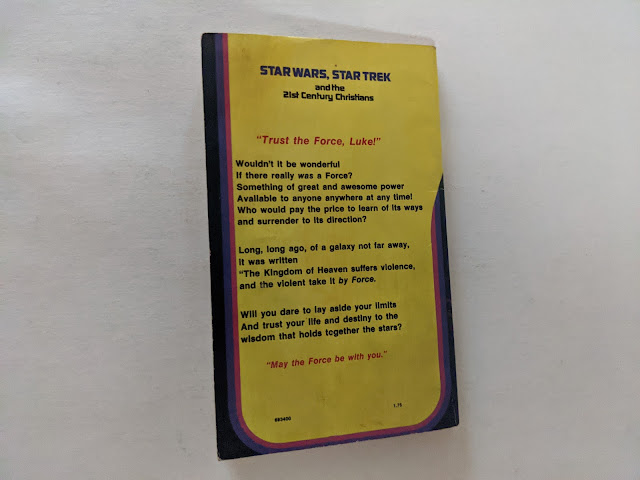 STAR WARS, STAR TREK
and the
21st Century Christians
"Trust the Force, Luke!"
Wouldn't it be wonderful
If there really was a Force?
Something of great and awesome power
Available to anyone anywhere at any time!
Who would pay the price to learn of its ways
and surrender to its direction?
Long, long ago, of a galaxy not far away,
it was written
"The Kingdom of Heaven suffers violence,
and the violent take it by Force.
Will you dare to lay aside your limits
And trust your life and destiny to the
wisdom that holds together the stars?
"May the Force be with you."